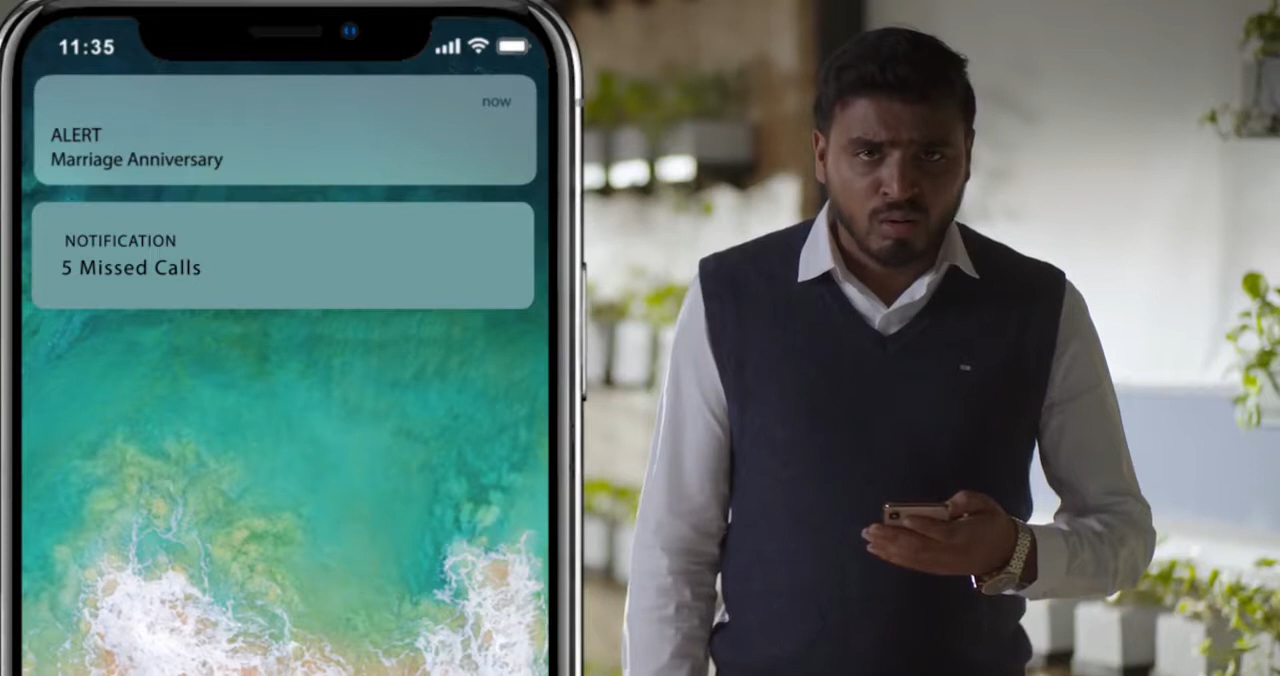 11:35
now
ALERT
Marriage Anniversary
NOTIFICATION
5 Missed Calls